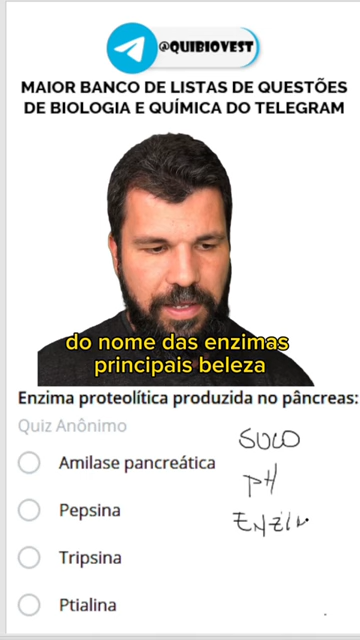 @QUIBIOVEST
MAIOR BANCO DE LISTAS DE QUESTÕES
DE BIOLOGIA E QUÍMICA DO TELEGRAM
do nome das enzimas
principais beleza
Enzima proteolítica produzida no pâncreas:
Quiz Anônimo
SUCO
Amilase pancreática
PH
Pepsina
ENZIM
Tripsina
Ptialina